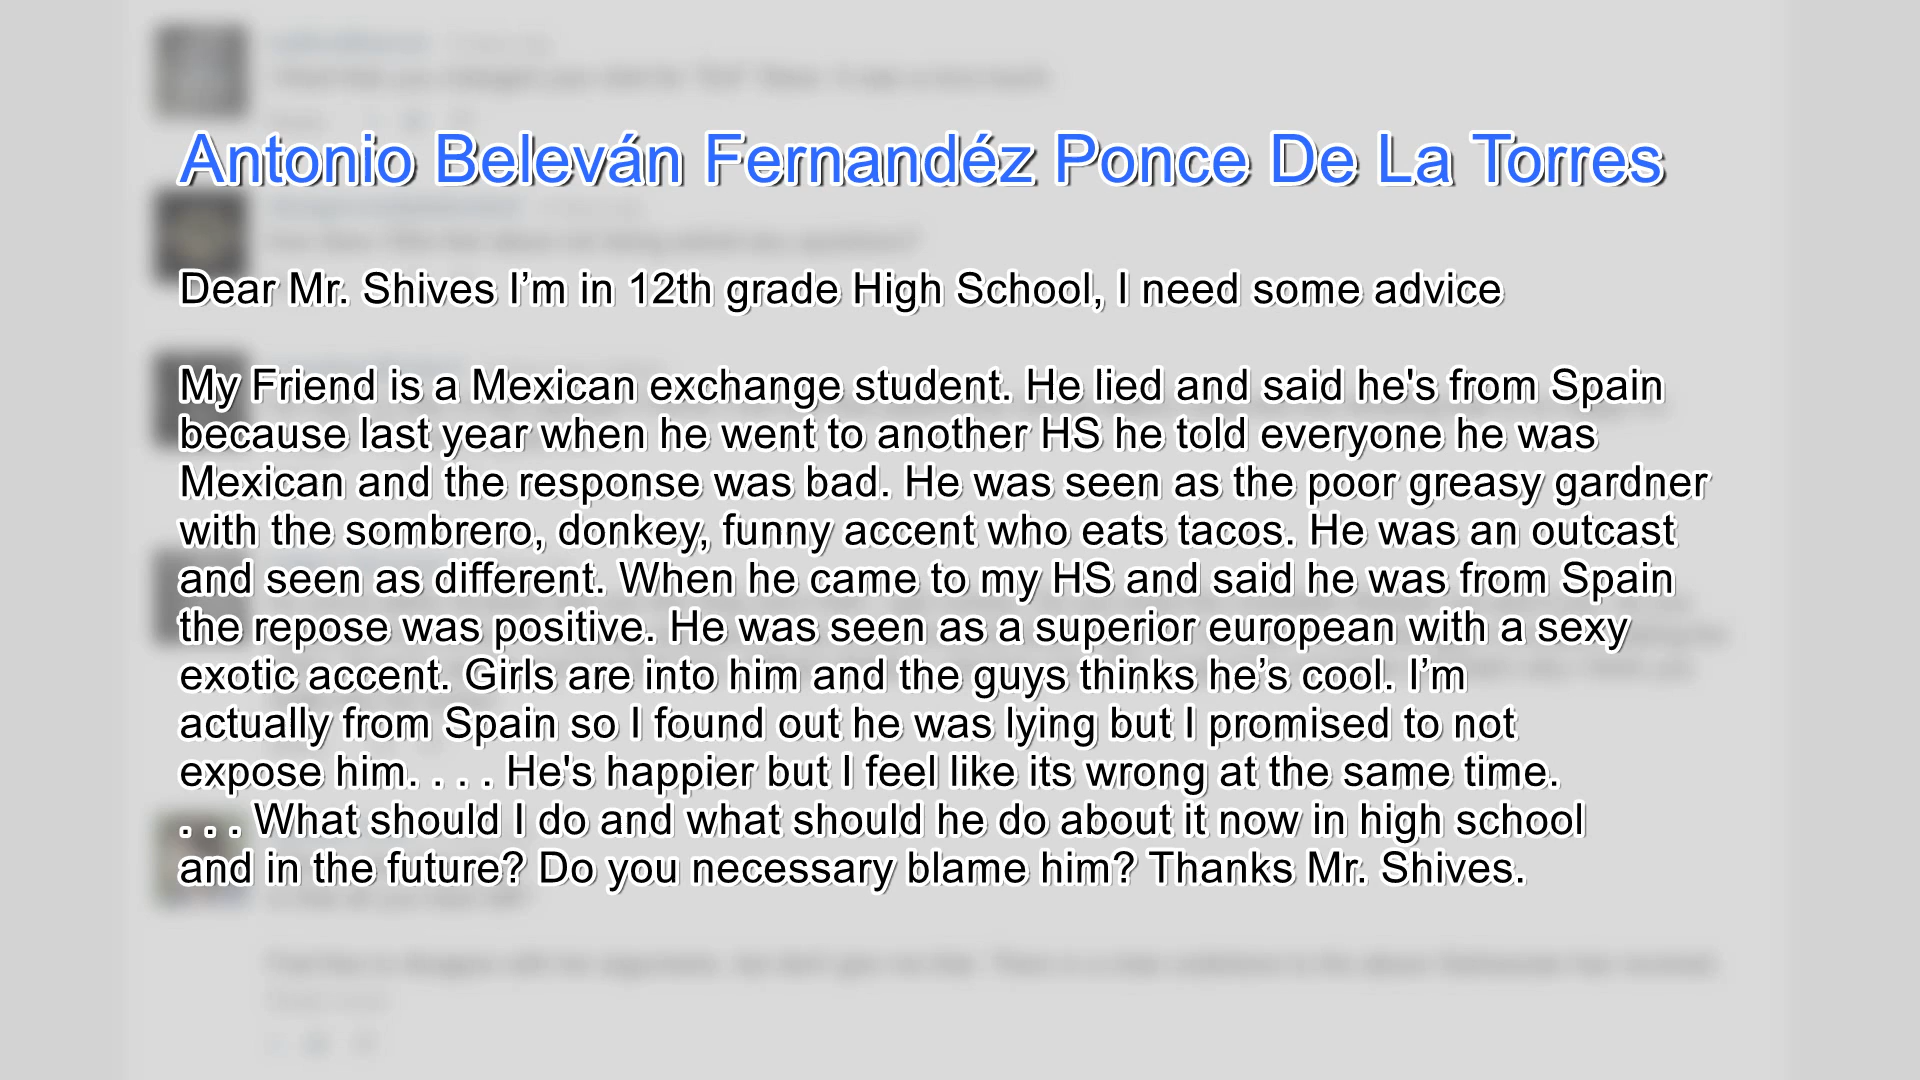 Antonio Beleván Fernandéz Ponce De La Torres
Dear Mr. Shives I’m in 12th grade High School, I need some advice
My Friend is a Mexican exchange student. He lied and said he's from Spain
because last year when he went to another HS he told everyone he was
Mexican and the response was bad. He was seen as the poor greasy gardner
with the sombrero, donkey, funny accent who eats tacos. He was an outcast
and seen as different. When he came to my HS and said he was from Spain
the repose was positive. He was seen as a superior european with a sexy
exotic accent. Girls are into him and the guys thinks he’s cool. I’m
actually from Spain so I found out he was lying but I promised to not
expose him. . . . He's happier but I feel like its wrong at the same time.
. . . What should I do and what should he do about it now in high school
and in the future? Do you necessary blame him? Thanks Mr. Shives.